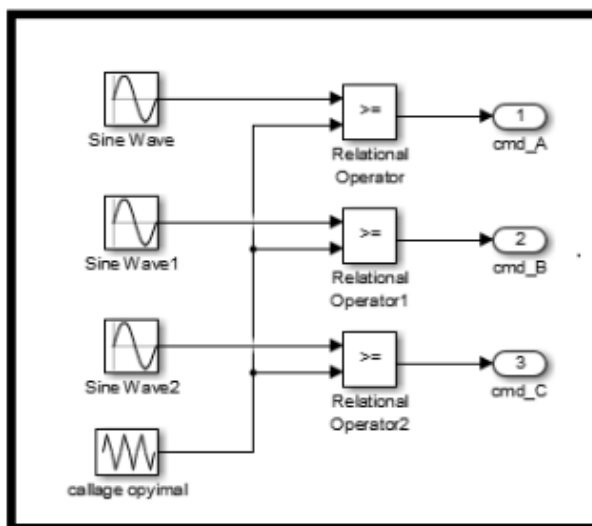 Sine Wave
>=
Relational
Operator
1
cmd_A
Sine Wave1
>=
Relational
Operator1
2
cmd_B
Sine Wave2
>=
Relational
Operator2
3
cmd_C
callage opyimal